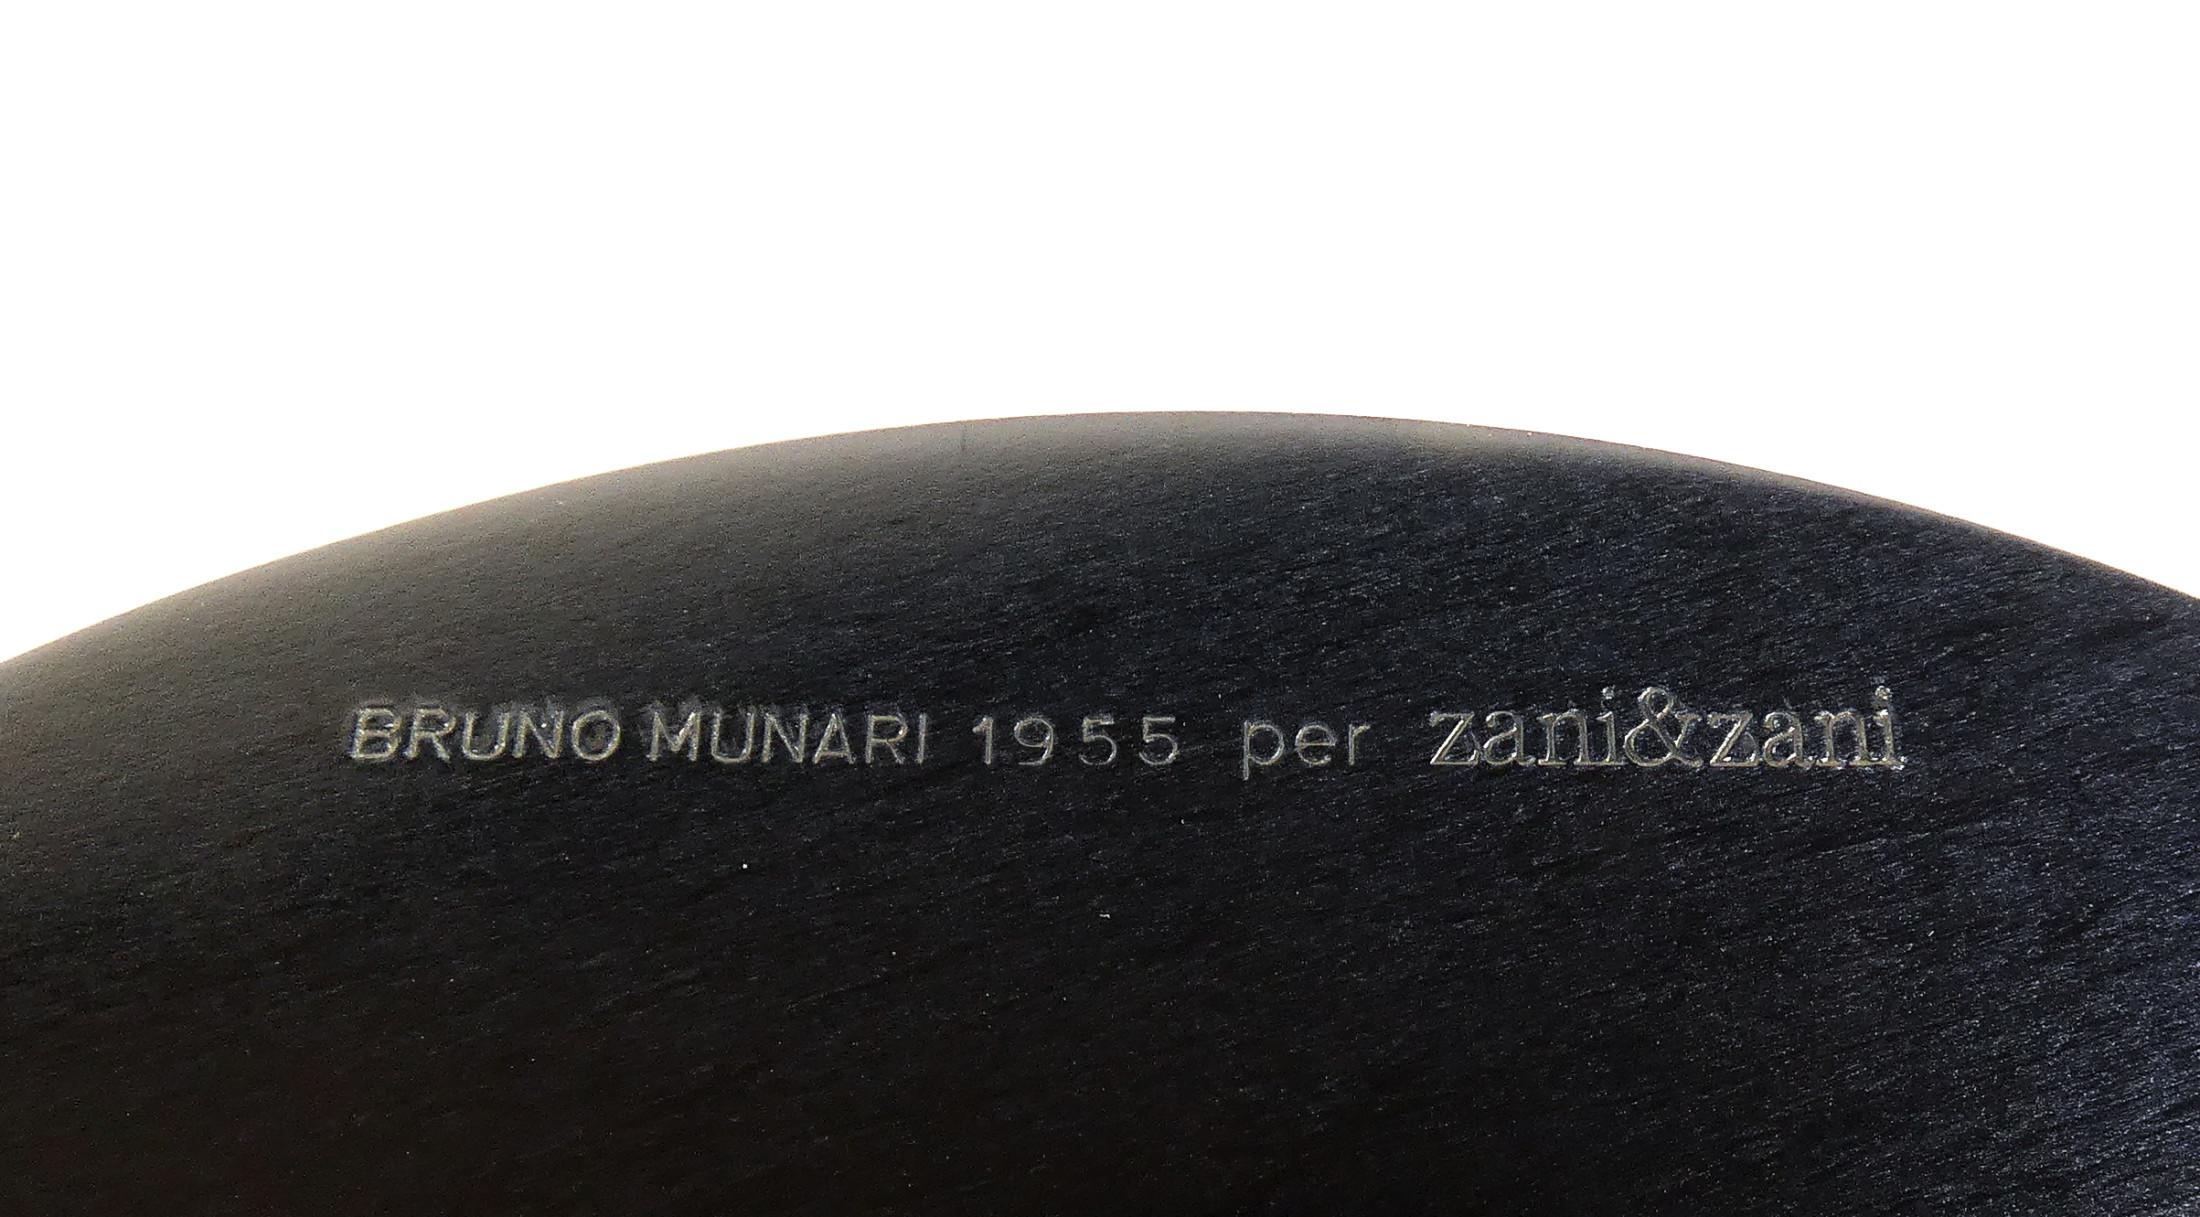 BRUNO MUNARI 1955 per zani&zani